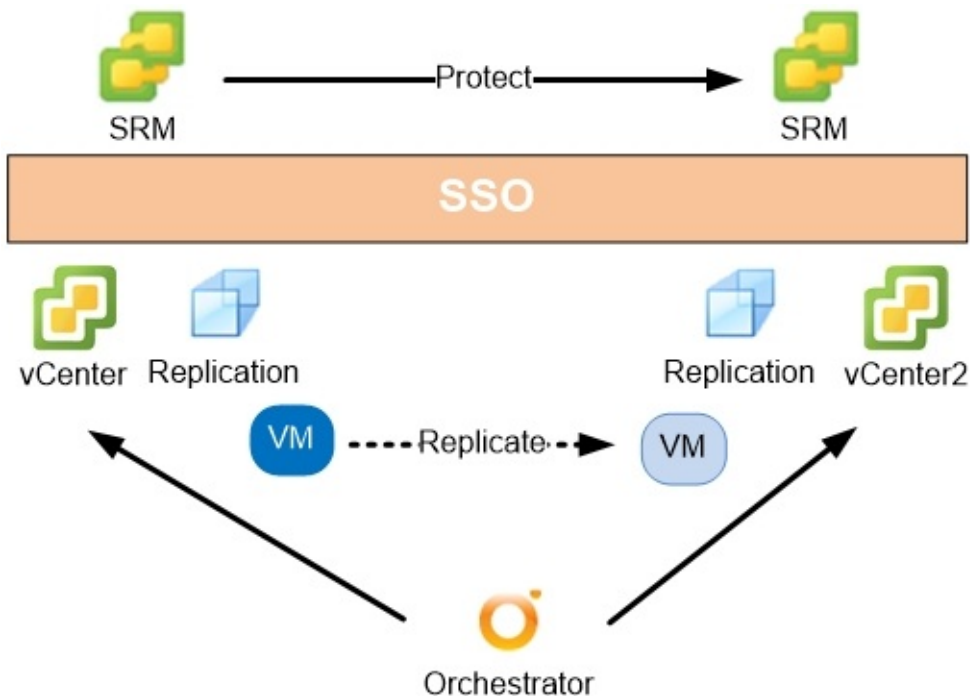 Protect
SRM
SRM
SSO
vCenter
Replication
Replication
vCenter2
VM
Replicate
VM
Orchestrator